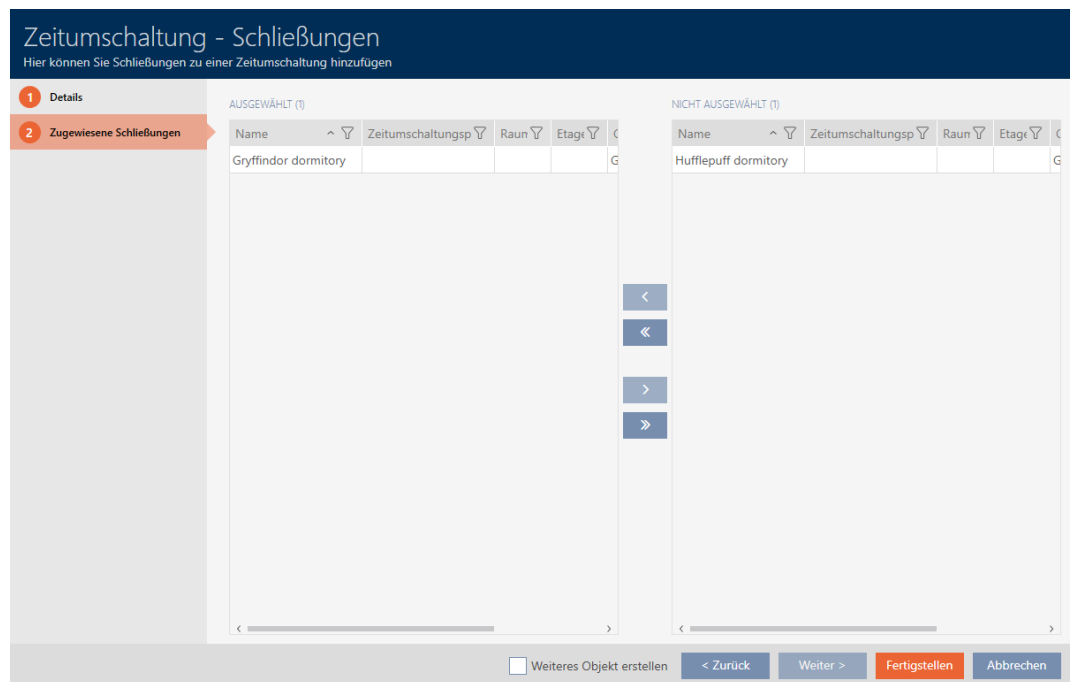 Zeitumschaltung - Schließungen
Hier können Sie Schließungen zu einer Zeitumschaltung hinzufügen
1 Details
2 Zugewiesene Schließungen
AUSGEWÄHLT (1)
Name Zeitumschaltungsp Raum Etage
Gryffindor dormitory G
NICHT AUSGEWÄHLT (1)
Name Zeitumschaltungsp Raum Etage
Hufflepuff dormitory G
Weiteres Objekt erstellen
< Zurück
Weiter >
Fertigstellen
Abbrechen